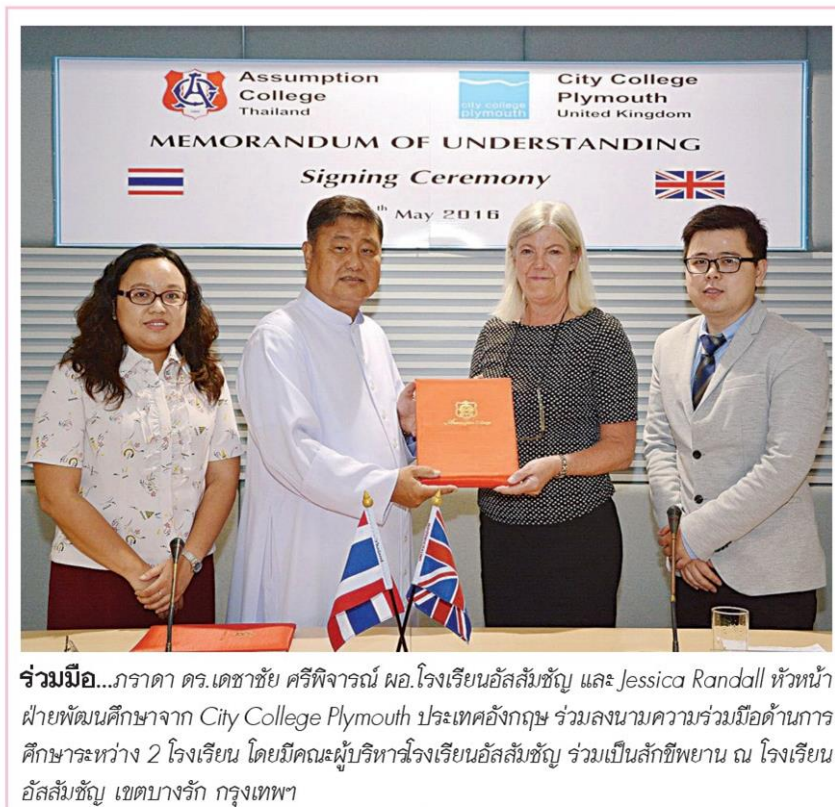 Assumption
College
Thailand
city college
plymouth
City College
Plymouth
United Kingdom
MEMORANDUM OF UNDERSTANDING
Signing Ceremony
th May 2016
Assumption College
ร่วมมือ...ภราดา ดร.เดชาชัย ศรีพิจารณ์ ผอ.โรงเรียนอัสสัมชัญ และ Jessica Randall หัวหน้า
ฝ่ายพัฒนศึกษาจาก City College Plymouth ประเทศอังกฤษ ร่วมลงนามความร่วมมือด้านการ
ศึกษาระหว่าง 2 โรงเรียน โดยมีคณะผู้บริหารโรงเรียนอัสสัมชัญ ร่วมเป็นสักขีพยาน ณ โรงเรียน
อัสสัมชัญ เขตบางรัก กรุงเทพฯ